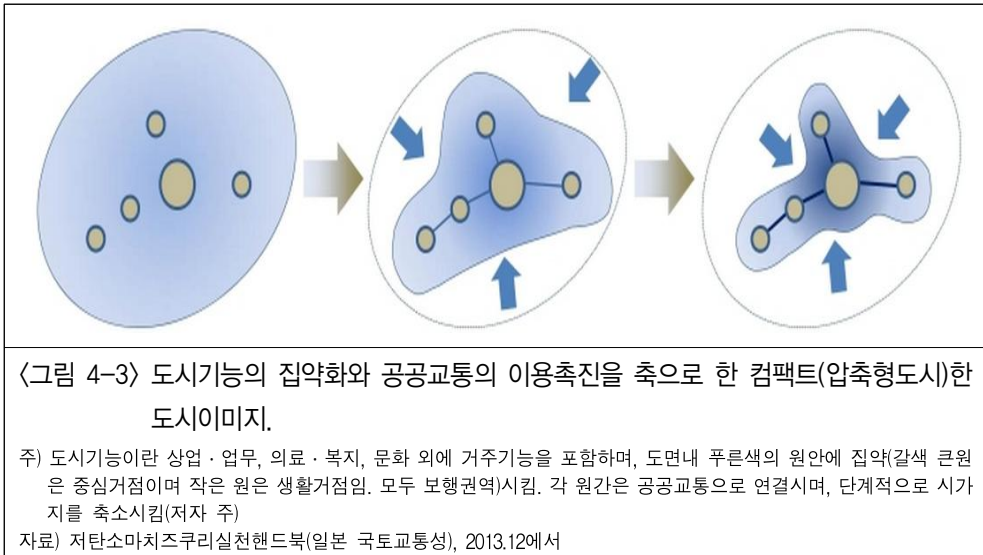 〈그림 4-3〉 도시기능의 집약화와 공공교통의 이용촉진을 축으로 한 컴팩트(압축형도시)한
도시이미지.
주) 도시기능이란 상업 · 업무, 의료 · 복지, 문화 외에 거주기능을 포함하며, 도면내 푸른색의 원안에 집약(갈색 큰원
은 중심거점이며 작은 원은 생활거점임. 모두 보행권역)시킴. 각 원간은 공공교통으로 연결시며, 단계적으로 시가
지를 축소시킴(저자 주)
자료) 저탄소마치즈쿠리실천핸드북(일본 국토교통성), 2013.12에서